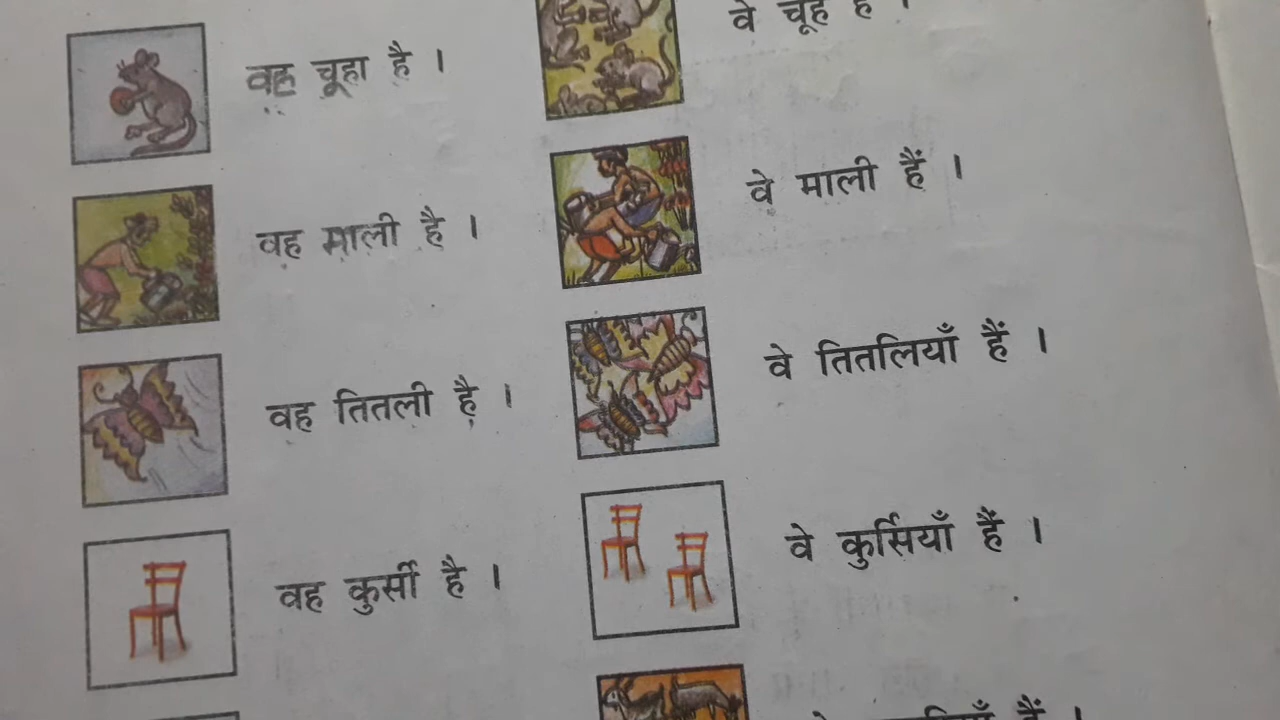 वह चूहा है ।
वे चूहे हैं ।
वह माली है ।
वे माली हैं ।
वह तितली है ।
वे तितलियाँ हैं ।
वह कुर्सी है ।
वे कुर्सियाँ हैं ।
हैं ।